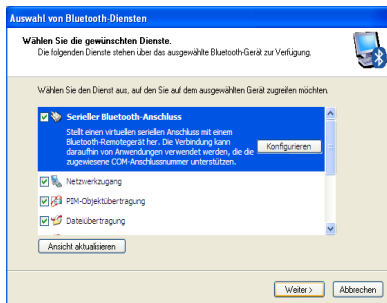 Auswahl von Bluetooth-Diensten
Wählen Sie die gewünschten Dienste.
Die folgenden Dienste stehen über das ausgewählte Bluetooth-Gerät zur Verfügung.
Wählen Sie den Dienst aus, auf den Sie auf dem ausgewählten Gerät zugreifen möchten.
Serieller Bluetooth-Anschluss
Stellt einen virtuellen seriellen Anschluss mit einem
Bluetooth-Remotegerät her. Die Verbindung kann
daraufhin von Anwendungen verwendet werden, die die
zugewiesene COM-Anschlussnummer unterstützen.
Konfigurieren
Netzwerkzugang
PIM-Objektübertragung
Dateiübertragung
Ansicht aktualisieren
Weiter >
Abbrechen